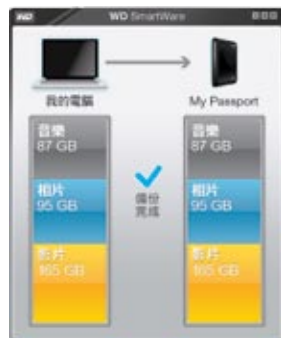 WD
WD SmartWare
我的電腦
My Passport
音樂
87 GB
相片
95 GB
影片
165 GB
備份
完成
音樂
87 GB
相片
95 GB
影片
165 GB